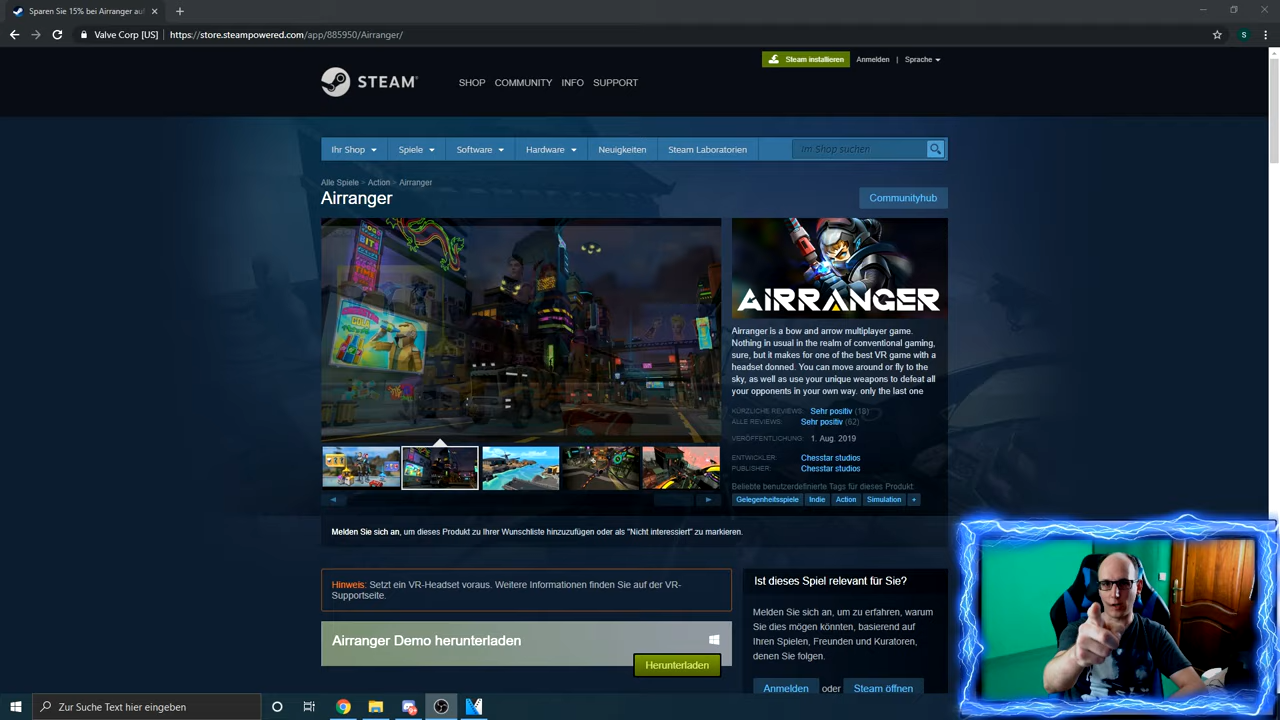 Sparen Sie 15% bei Airranger auf
Valve Corp [US]
https://store.steampowered.com/app/885950/Airranger/
S
Steam installieren
Anmelden | Sprache
STEAM
SHOP COMMUNITY INFO SUPPORT
Ihr Shop Spiele Software Hardware Neuigkeiten Steam Laboratorien Im Shop suchen
Alle Spiele > Action > Airranger
Airranger
Communityhub
AIRRANGER
Airranger is a bow and arrow multiplayer game.
Nothing in usual in the realm of conventional gaming,
sure, but it makes for one of the best VR game with a
headset donned. You can move around or fly to the
sky, as well as use your unique weapons to defeat all
your opponents in your own way. only the last one
KÜRZLICHE REVIEWS: Sehr positiv (16)
ALLE REVIEWS: Sehr positiv (62)
VERÖFFENTLICHUNG: 1. Aug. 2019
ENTWICKLER: Chesstar studios
PUBLISHER: Chesstar studios
Beliebte benutzerdefinierte Tags für dieses Produkt:
Gelegenheitsspiele Indie Action Simulation +
Melden Sie sich an, um dieses Produkt zu Ihrer Wunschliste hinzuzufügen oder als "Nicht interessiert" zu markieren.
Hinweis: Setzt ein VR-Headset voraus. Weitere Informationen finden Sie auf der VR-
Supportseite.
Airranger Demo herunterladen
Herunterladen
Ist dieses Spiel relevant für Sie?
Melden Sie sich an, um zu erfahren, warum
Sie dies mögen könnten, basierend auf
Ihren Spielen, Freunden und Kuratoren,
denen Sie folgen.
Anmelden oder Steam öffnen
Zur Suche Text hier eingeben